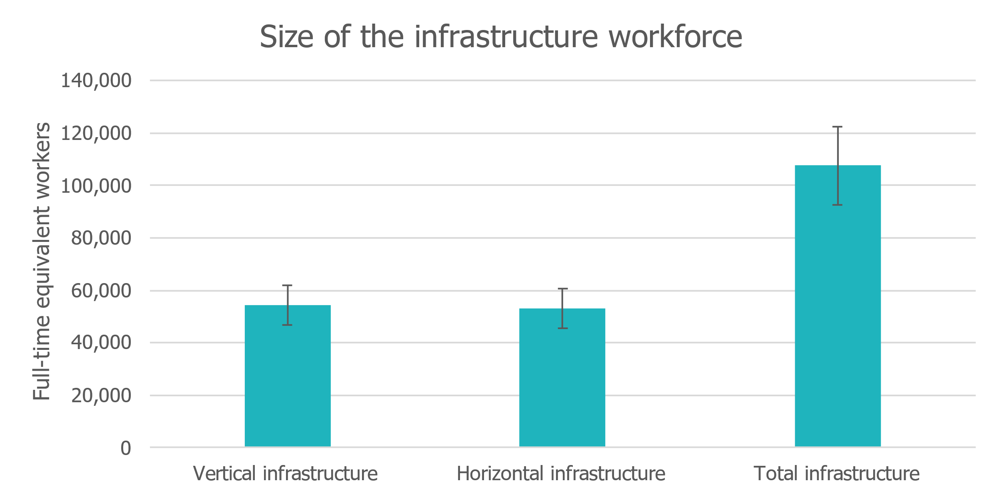 Size of the infrastructure workforce
Full-time equivalent workers
140,000
120,000
100,000
80,000
60,000
40,000
20,000
0
Vertical infrastructure
Horizontal infrastructure
Total infrastructure